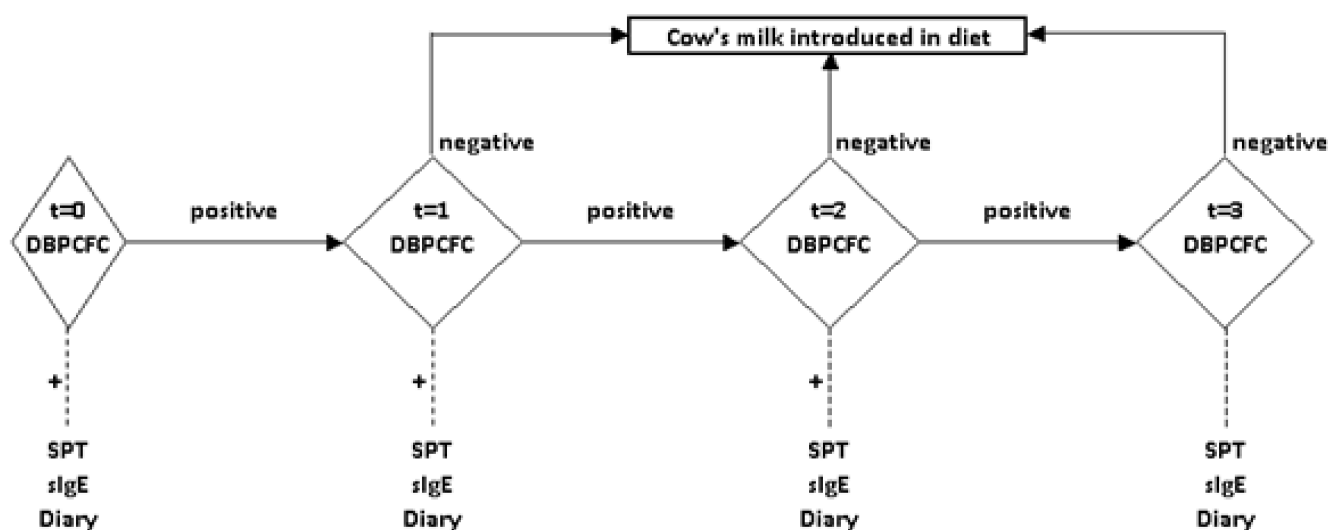 Cow's milk introduced in diet
negative
negative
negative
t=0
DBPCFC
positive
t=1
DBPCFC
positive
t=2
DBPCFC
positive
t=3
DBPCFC
+
+
+
SPT
sIgE
Diary
SPT
sIgE
Diary
SPT
sIgE
Diary
SPT
sIgE
Diary